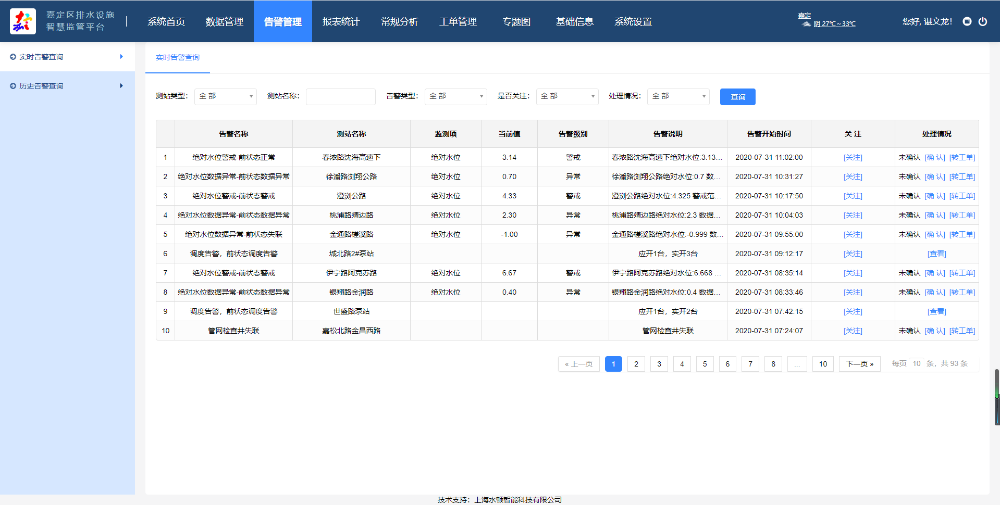 嘉定区排水设施
智慧监管平台
系统首页 数据管理 告警管理 报表统计 常规分析 工单管理 专题图 基础信息 系统设置
嘉定
阴 27℃～33℃
您好, 谌文龙!
实时告警查询
历史告警查询
实时告警查询
测站类型： 全 部 测站名称： 告警类型： 全 部 是否关注： 全 部 处理情况： 全 部 查询
告警名称 测站名称 监测项 当前值 告警级别 告警说明 告警开始时间 关 注 处理情况
1 绝对水位警戒-前状态正常 春浓路沈海高速下 绝对水位 3.14 警戒 春浓路沈海高速下绝对水位:3.13... 2020-07-31 11:02:00 [关注] 未确认 [确 认] [转工单]
2 绝对水位数据异常-前状态数据异常 徐潘路浏翔公路 绝对水位 0.70 异常 徐潘路浏翔公路绝对水位:0.7 数... 2020-07-31 10:31:27 [关注] 未确认 [确 认] [转工单]
3 绝对水位警戒-前状态警戒 澄浏公路 绝对水位 4.33 警戒 澄浏公路绝对水位:4.325 警戒范... 2020-07-31 10:17:50 [关注] 未确认 [确 认] [转工单]
4 绝对水位数据异常-前状态数据异常 桃浦路靖边路 绝对水位 2.30 异常 桃浦路靖边路绝对水位:2.3 数据... 2020-07-31 10:04:03 [关注] 未确认 [确 认] [转工单]
5 绝对水位数据异常-前状态失联 金通路槎溪路 绝对水位 -1.00 异常 金通路槎溪路绝对水位:-0.999 数... 2020-07-31 09:55:00 [关注] 未确认 [确 认] [转工单]
6 调度告警，前状态调度告警 城北路2#泵站 应开1台，实开3台 2020-07-31 09:12:17 [关注] [查看]
7 绝对水位警戒-前状态警戒 伊宁路阿克苏路 绝对水位 6.67 警戒 伊宁路阿克苏路绝对水位:6.668 ... 2020-07-31 08:35:14 [关注] 未确认 [确 认] [转工单]
8 绝对水位数据异常-前状态数据异常 银翔路金润路 绝对水位 0.40 异常 银翔路金润路绝对水位:0.4 数据... 2020-07-31 08:33:46 [关注] 未确认 [确 认] [转工单]
9 调度告警，前状态调度告警 世盛路泵站 应开1台，实开2台 2020-07-31 07:42:15 [关注] [查看]
10 管网检查井失联 嘉松北路金昌西路 管网检查井失联 2020-07-31 07:24:07 [关注] 未确认 [确 认] [转工单]
« 上一页 1 2 3 4 5 6 7 8 ... 10 下一页 » 每页 10 条，共 93 条
技术支持：上海水顿智能科技有限公司